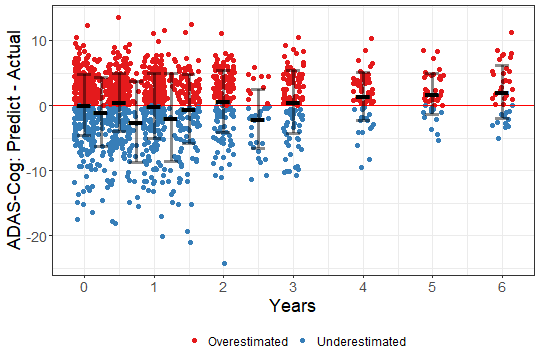 ADAS-Cog: Predict - Actual
10
0
-10
-20
0 1 2 3 4 5 6
Years
Overestimated Underestimated